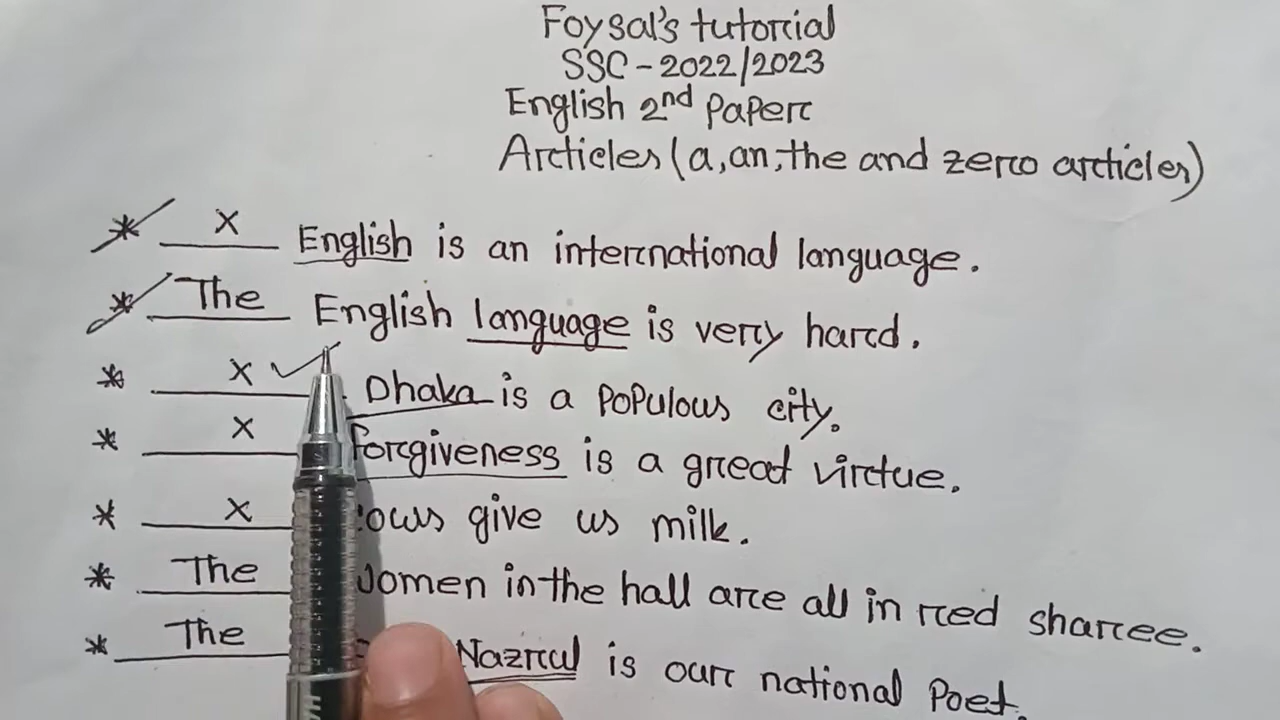 Foysal's tutorial
SSC - 2022/2023
English 2nd Paper
Articles (a, an, the and zero articles)
* x English is an international language.
* The English language is very hard.
* x Dhaka is a populous city.
* x forgiveness is a great virtue.
* x cows give us milk.
* The women in the hall are all in red sharee.
* The Nazrul is our national Poet.